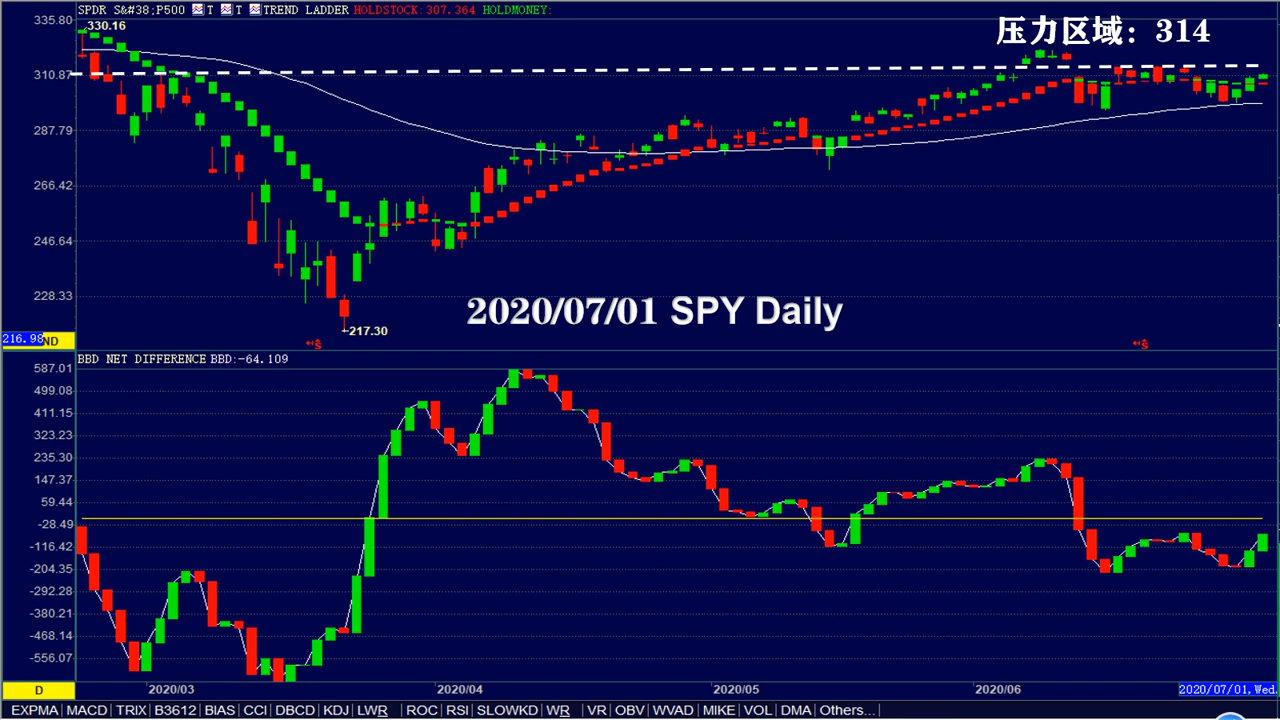 SPDR S&#38;P500 T T TREND LADDER HOLDSTOCK:307.364 HOLDMONEY:
压力区域：314
335.80
330.16
310.87
287.79
266.42
246.64
228.33
2020/07/01 SPY Daily
217.30
216.98 ND
S S
BBD NET DIFFERENCE BBD:-64.109
587.01
499.08
411.15
323.23
235.30
147.37
59.44
-28.49
-116.42
-204.35
-292.28
-380.21
-468.14
-556.07
D 2020/03 2020/04 2020/05 2020/06 2020/07/01,Wed.
EXPMA MACD TRIX B3612 BIAS CCI DBCD KDJ LWR ROC RSI SLOWKD WR VR OBV WVAD MIKE VOL DMA Others...